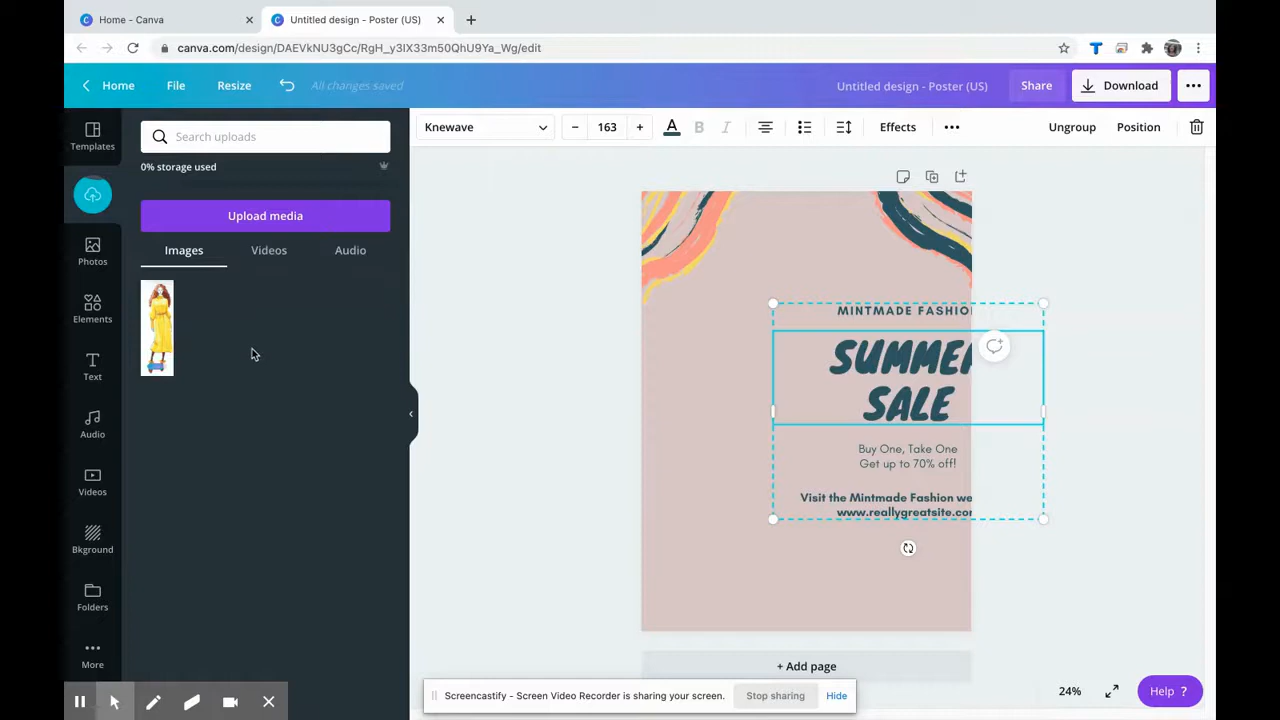 Home - Canva
Untitled design - Poster (US)
canva.com/design/DAEVkNU3gCc/RgH_y3IX33m50QhU9Ya_Wg/edit
Home
File
Resize
All changes saved
Untitled design - Poster (US)
Share
Download
Templates
Search uploads
0% storage used
Upload media
Images
Videos
Audio
Photos
Elements
Text
Audio
Videos
Bkground
Folders
More
Knewave
163
B
I
Effects
Ungroup
Position
MINTMADE FASHIO
SUMMER
SALE
Buy One, Take One
Get up to 70% off!
Visit the Mintmade Fashion we
www.reallygreatsite.co
+ Add page
Screencastify - Screen Video Recorder is sharing your screen.
Stop sharing
Hide
24%
Help ?